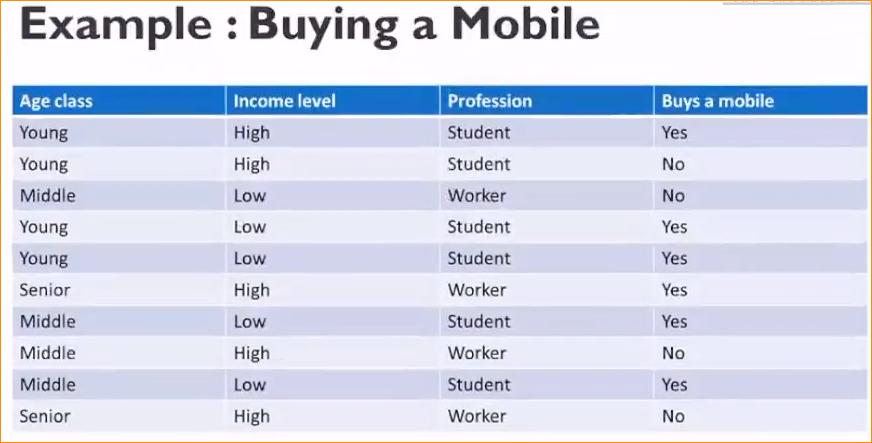 Example : Buying a Mobile
Age class Income level Profession Buys a mobile
Young High Student Yes
Young High Student No
Middle Low Worker No
Young Low Student Yes
Young Low Student Yes
Senior High Worker Yes
Middle Low Student Yes
Middle High Worker No
Middle Low Student Yes
Senior High Worker No